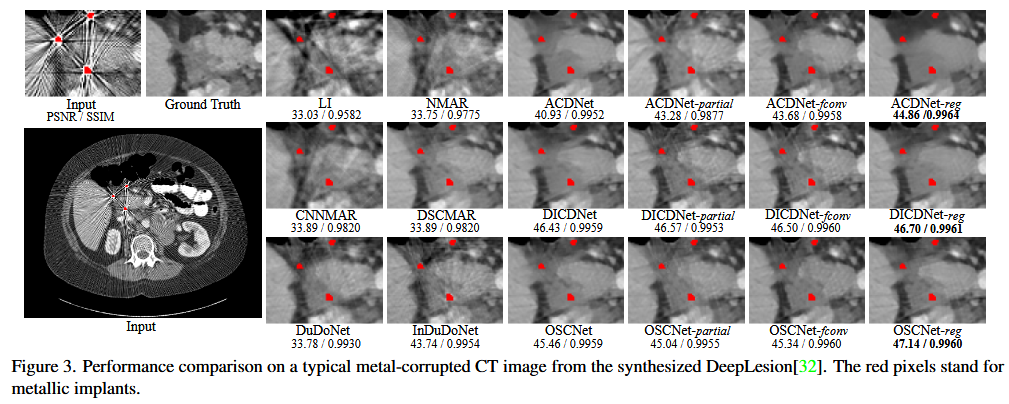 Input
PSNR / SSIM
Ground Truth
LI
33.03 / 0.9582
NMAR
33.75 / 0.9775
ACDNet
40.93 / 0.9952
ACDNet-partial
43.28 / 0.9877
ACDNet-fconv
43.68 / 0.9958
ACDNet-reg
44.86 /0.9964
CNNMAR
33.89 / 0.9820
DSCMAR
33.89 / 0.9820
DICDNet
46.43 / 0.9959
DICDNet-partial
46.57 / 0.9953
DICDNet-fconv
46.50 / 0.9960
DICDNet-reg
46.70 / 0.9961
Input
DuDoNet
33.78 / 0.9930
InDuDoNet
43.74 / 0.9954
OSCNet
45.46 / 0.9959
OSCNet-partial
45.04 / 0.9955
OSCNet-fconv
45.34 / 0.9960
OSCNet-reg
47.14 / 0.9960
Figure 3. Performance comparison on a typical metal-corrupted CT image from the synthesized DeepLesion[32]. The red pixels stand for
metallic implants.